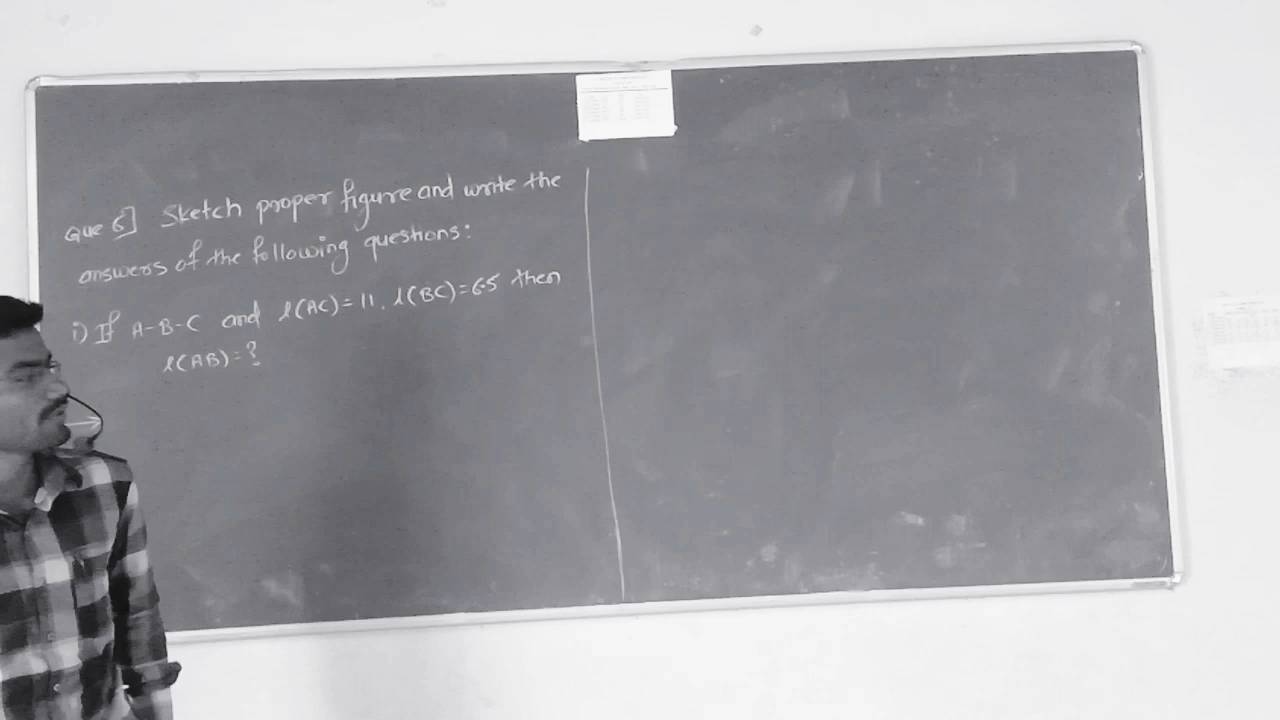 Que 6] Sketch proper figure and write the
answers of the following questions:
i) If A-B-C and l(AC)=11, l(BC)=6.5 then
l(AB)=?